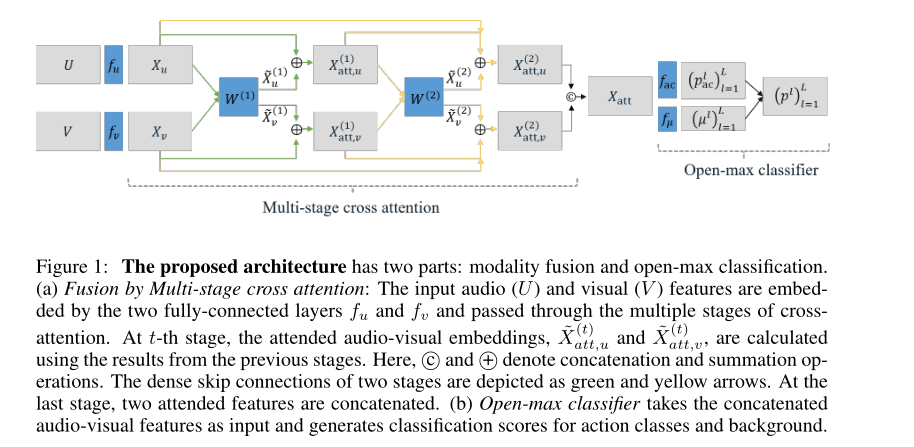 U
f_u
X_u
W^(1)
X̃_u^(1)
X̃_v^(1)
⊕
⊕
X_att,u^(1)
X_att,v^(1)
W^(2)
X̃_u^(2)
X̃_v^(2)
⊕
⊕
X_att,u^(2)
X_att,v^(2)
©
X_att
f_ac
(p_ac^l)_l=1^L
(p^l)_l=1^L
V
f_v
X_v
f_μ
(μ^l)_l=1^L
Open-max classifier
Multi-stage cross attention
Figure 1: The proposed architecture has two parts: modality fusion and open-max classification.
(a) Fusion by Multi-stage cross attention: The input audio (U) and visual (V) features are embed-
ded by the two fully-connected layers f_u and f_v and passed through the multiple stages of cross-
attention. At t-th stage, the attended audio-visual embeddings, X̃_att,u^(t) and X̃_att,v^(t), are calculated
using the results from the previous stages. Here, © and ⊕ denote concatenation and summation op-
erations. The dense skip connections of two stages are depicted as green and yellow arrows. At the
last stage, two attended features are concatenated. (b) Open-max classifier takes the concatenated
audio-visual features as input and generates classification scores for action classes and background.